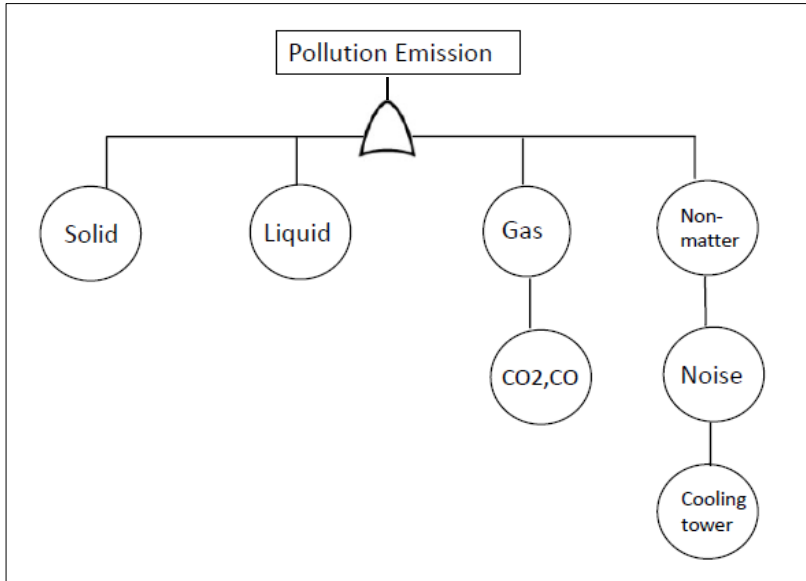 Pollution Emission
Solid
Liquid
Gas
Non-
matter
CO2,CO
Noise
Cooling
tower